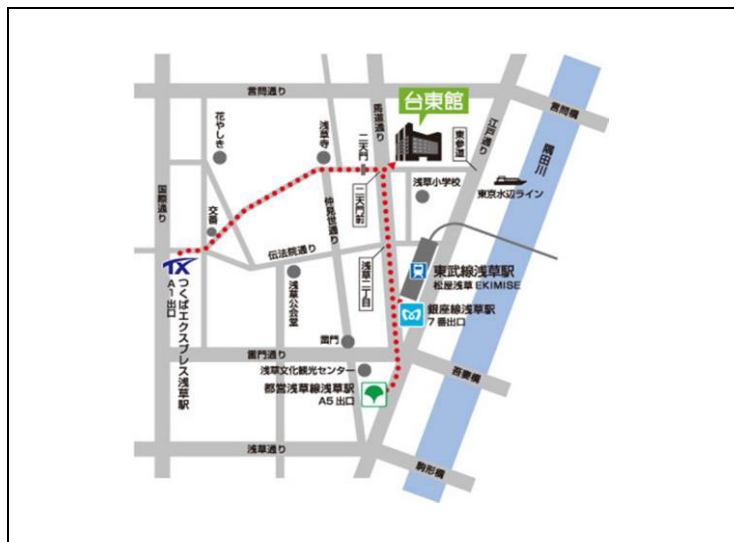 言問通り
台東館
花やしき
浅草寺
二天門
馬道通り
江戸通り
言問橋
隅田川
東参道
国際通り
交番
仲見世通り
二天門前
浅草小学校
東京水辺ライン
伝法院通り
TX
つくばエクスプレス浅草駅
A1出口
浅草公会堂
浅草二丁目
東武線浅草駅
松屋浅草 EKIMISE
銀座線浅草駅
7番出口
雷門
雷門通り
浅草文化観光センター
吾妻橋
都営浅草線浅草駅
A5出口
浅草通り
駒形橋